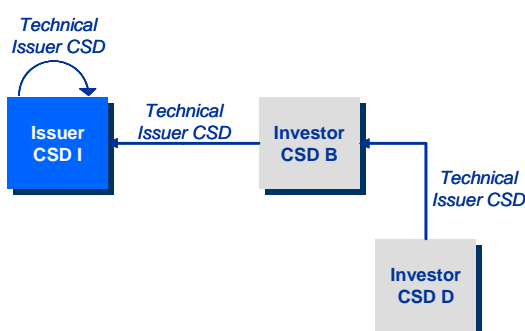 Technical
Issuer CSD
Issuer
CSD I
Technical
Issuer CSD
Investor
CSD B
Technical
Issuer CSD
Investor
CSD D